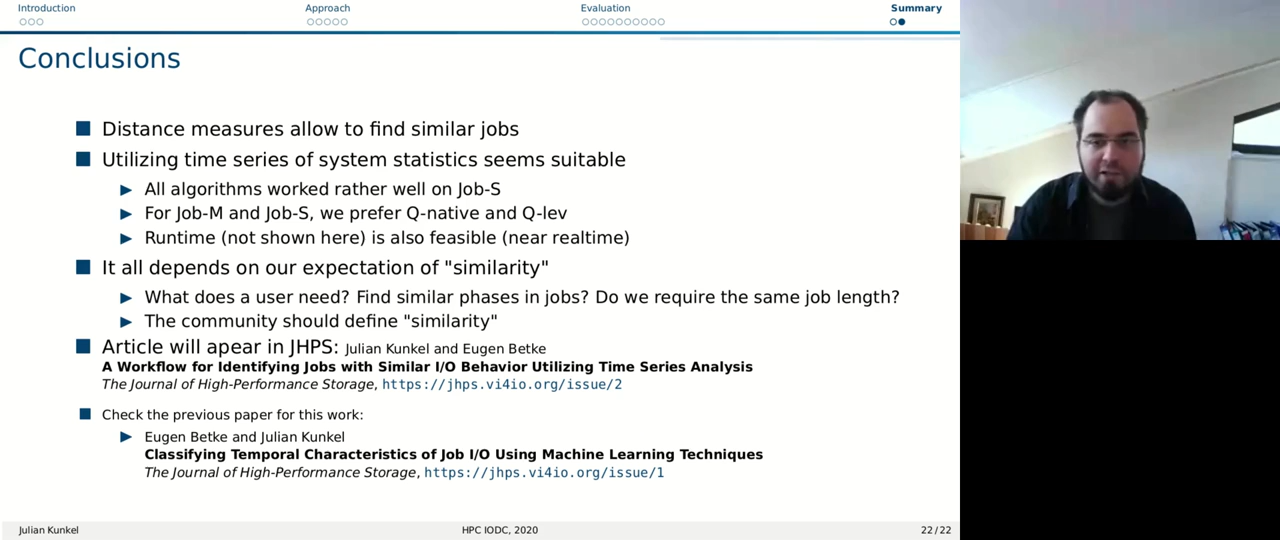 Introduction
Approach
Evaluation
Summary
Conclusions
Distance measures allow to find similar jobs
Utilizing time series of system statistics seems suitable
All algorithms worked rather well on Job-S
For Job-M and Job-S, we prefer Q-native and Q-lev
Runtime (not shown here) is also feasible (near realtime)
It all depends on our expectation of "similarity"
What does a user need? Find similar phases in jobs? Do we require the same job length?
The community should define "similarity"
Article will apear in JHPS: Julian Kunkel and Eugen Betke
A Workflow for Identifying Jobs with Similar I/O Behavior Utilizing Time Series Analysis
The Journal of High-Performance Storage, https://jhps.vi4io.org/issue/2
Check the previous paper for this work:
Eugen Betke and Julian Kunkel
Classifying Temporal Characteristics of Job I/O Using Machine Learning Techniques
The Journal of High-Performance Storage, https://jhps.vi4io.org/issue/1
Julian Kunkel
HPC IODC, 2020
22/22